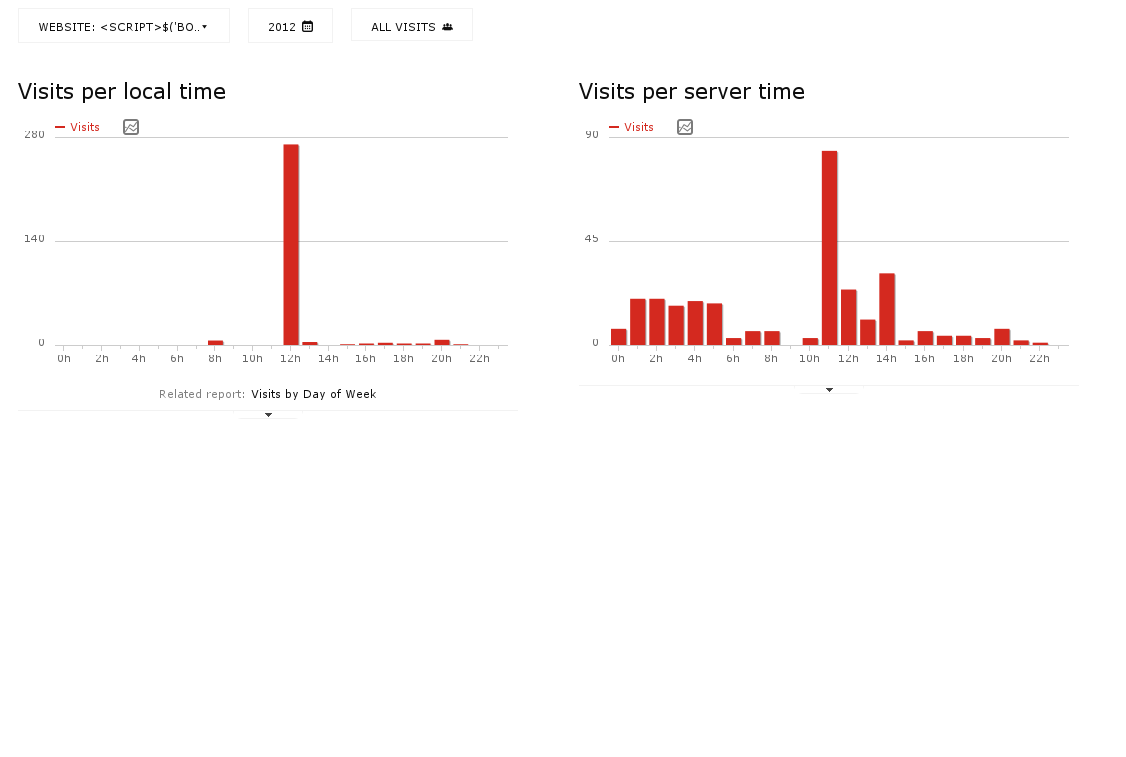 WEBSITE: <SCRIPT>$('BO..
2012
ALL VISITS
Visits per local time
Visits
280
140
0
0h 2h 4h 6h 8h 10h 12h 14h 16h 18h 20h 22h
Related report: Visits by Day of Week
Visits per server time
Visits
90
45
0
0h 2h 4h 6h 8h 10h 12h 14h 16h 18h 20h 22h